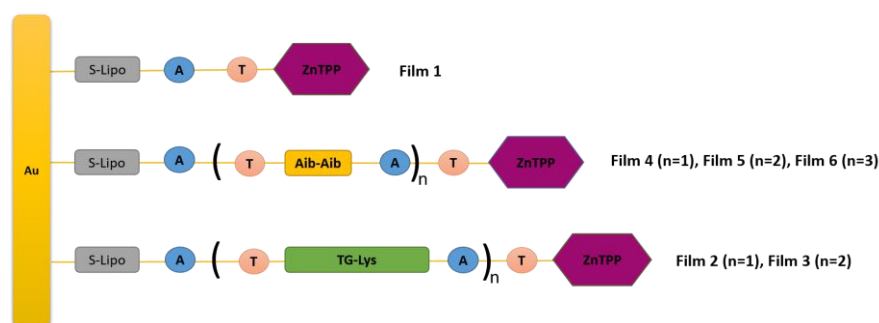 S-Lipo A T ZnTPP Film 1
Au S-Lipo A ( T Aib-Aib A )n T ZnTPP Film 4 (n=1), Film 5 (n=2), Film 6 (n=3)
S-Lipo A ( T TG-Lys A )n T ZnTPP Film 2 (n=1), Film 3 (n=2)